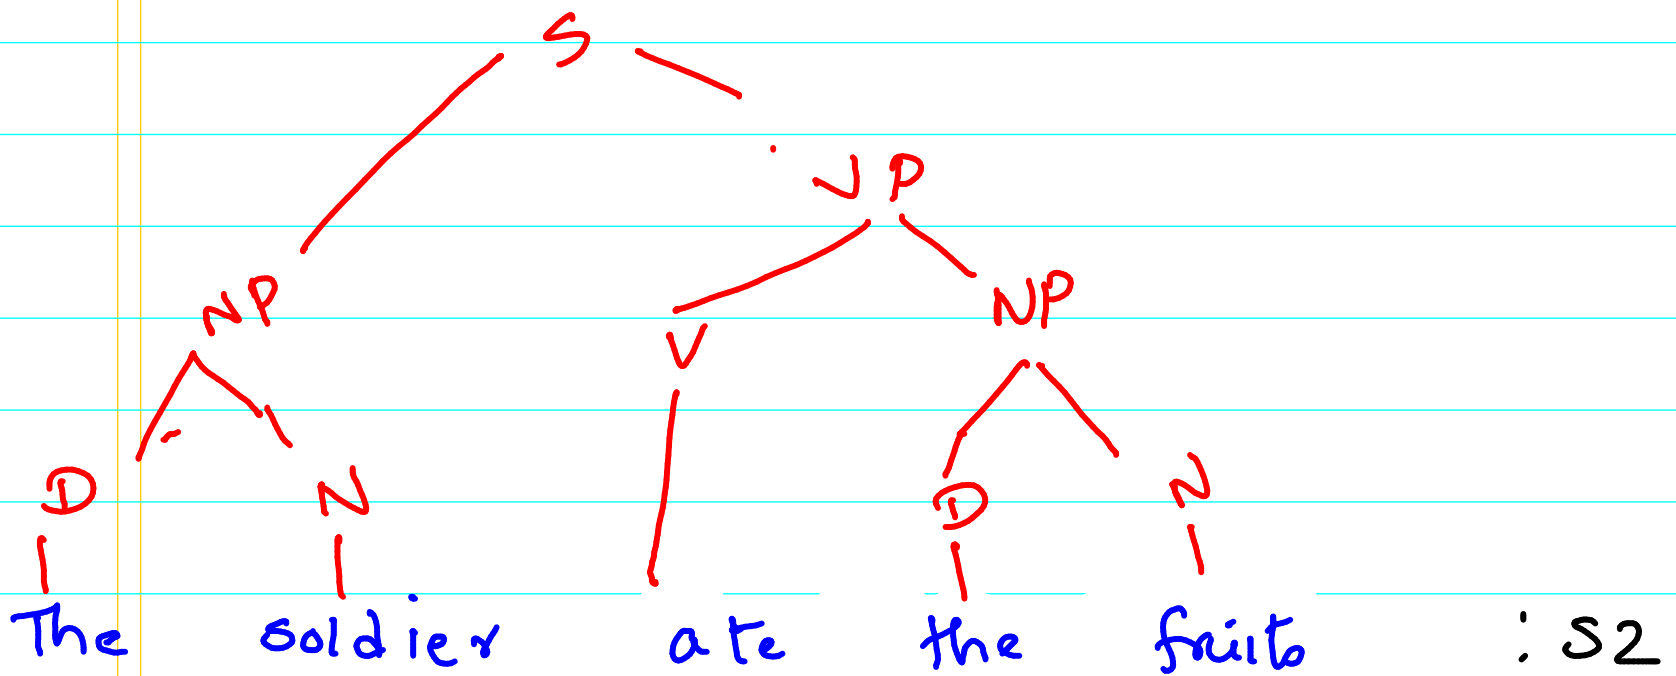 S
VP
NP V NP
D N D N
The soldier ate the fruits : S2